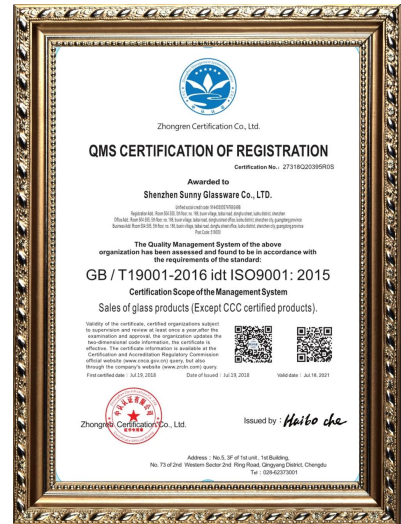 Zhongren Certification Co., Ltd.
QMS CERTIFICATION OF REGISTRATION
Certification No.: 27318Q20395R0S
Awarded to
Shenzhen Sunny Glassware Co., LTD.
The Quality Management System of the above
organization has been assessed and found to be in accordance with
the requirements of the standard:
GB / T19001-2016 idt ISO9001: 2015
Certification Scope of the Management System
Sales of glass products (Except CCC certified products).
Validity of the certificate, certified organizations subject
to supervision and review at least once a year,after the
examination and approval, the organization updates the
two-dimensional code information, the certificate is
effective. The certificate information is available at the
Certification and Accreditation Regulatory Commission
official website (www.cnca.gov.cn) query, but also
through the company's website (www.zrcln.com) query.
First certified date : Jul.19, 2018 Date of Issued : Jul.19, 2018 Valid date : Jul.18, 2021
Zhongren Certification Co., Ltd.
Issued by : Haibo che
Address : No.5, 3F of 1st unit , 1st Building,
No. 73 of 2nd Western Sector 2nd Ring Road, Qingyang District, Chengdu
Tel : 028-62373001